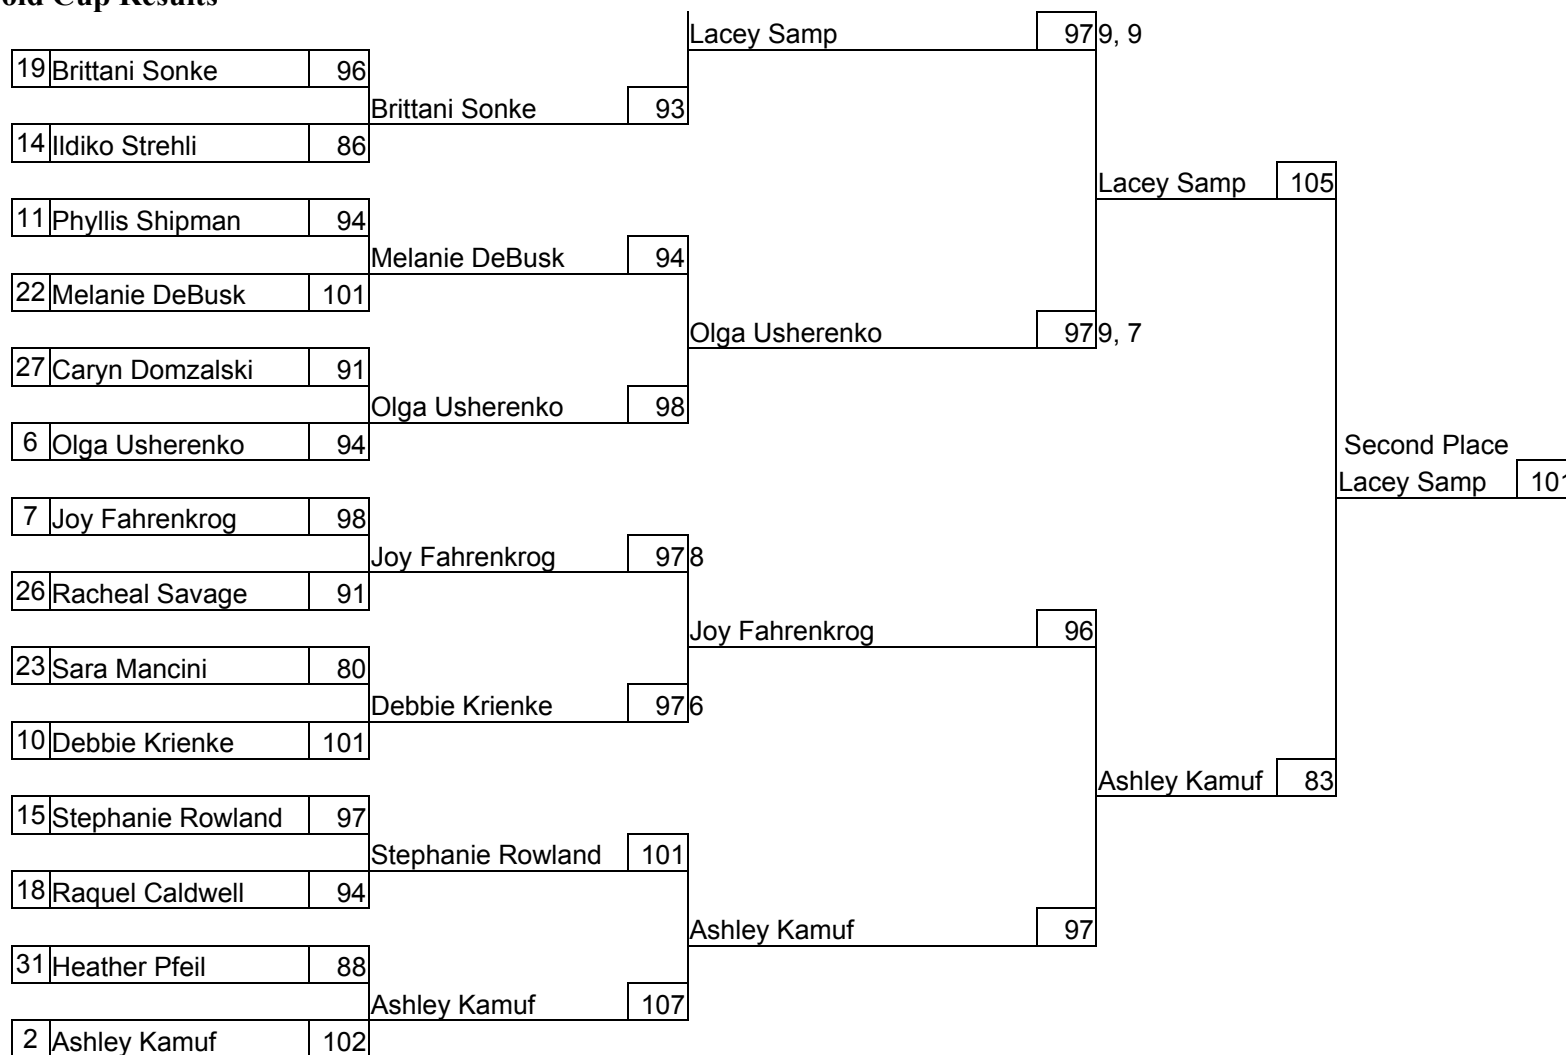 old Cup Results
Lacey Samp 97 9, 9
19 Brittani Sonke 96
Brittani Sonke 93
14 Ildiko Strehli 86
Lacey Samp 105
11 Phyllis Shipman 94
Melanie DeBusk 94
22 Melanie DeBusk 101
Olga Usherenko 97 9, 7
27 Caryn Domzalski 91
Olga Usherenko 98
6 Olga Usherenko 94
Second Place
Lacey Samp 101
7 Joy Fahrenkrog 98
Joy Fahrenkrog 97 8
26 Racheal Savage 91
Joy Fahrenkrog 96
23 Sara Mancini 80
Debbie Krienke 97 6
10 Debbie Krienke 101
Ashley Kamuf 83
15 Stephanie Rowland 97
Stephanie Rowland 101
18 Raquel Caldwell 94
Ashley Kamuf 97
31 Heather Pfeil 88
Ashley Kamuf 107
2 Ashley Kamuf 102